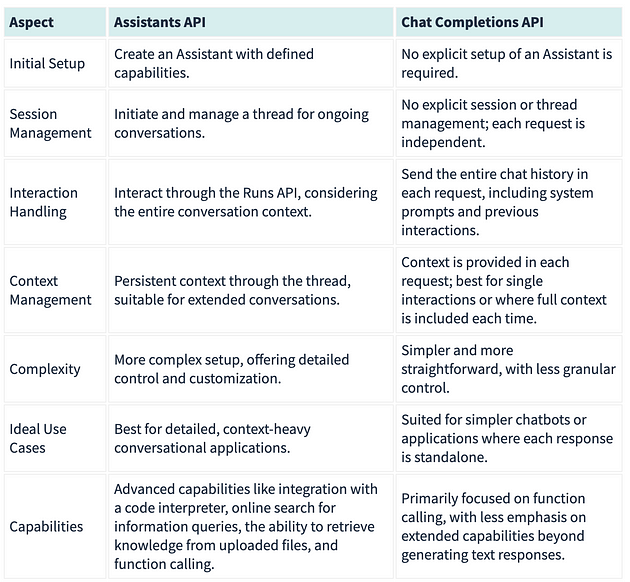 Aspect
Assistants API
Chat Completions API
Initial Setup
Create an Assistant with defined
capabilities.
No explicit setup of an Assistant is
required.
Session
Management
Initiate and manage a thread for ongoing
conversations.
No explicit session or thread
management; each request is
independent.
Interaction
Handling
Interact through the Runs API, considering
the entire conversation context.
Send the entire chat history in
each request, including system
prompts and previous
interactions.
Context
Management
Persistent context through the thread,
suitable for extended conversations.
Context is provided in each
request; best for single
interactions or where full context
is included each time.
Complexity
More complex setup, offering detailed
control and customization.
Simpler and more
straightforward, with less granular
control.
Ideal Use
Cases
Best for detailed, context-heavy
conversational applications.
Suited for simpler chatbots or
applications where each response
is standalone.
Capabilities
Advanced capabilities like integration with
a code interpreter, online search for
information queries, the ability to retrieve
knowledge from uploaded files, and
function calling.
Primarily focused on function
calling, with less emphasis on
extended capabilities beyond
generating text responses.